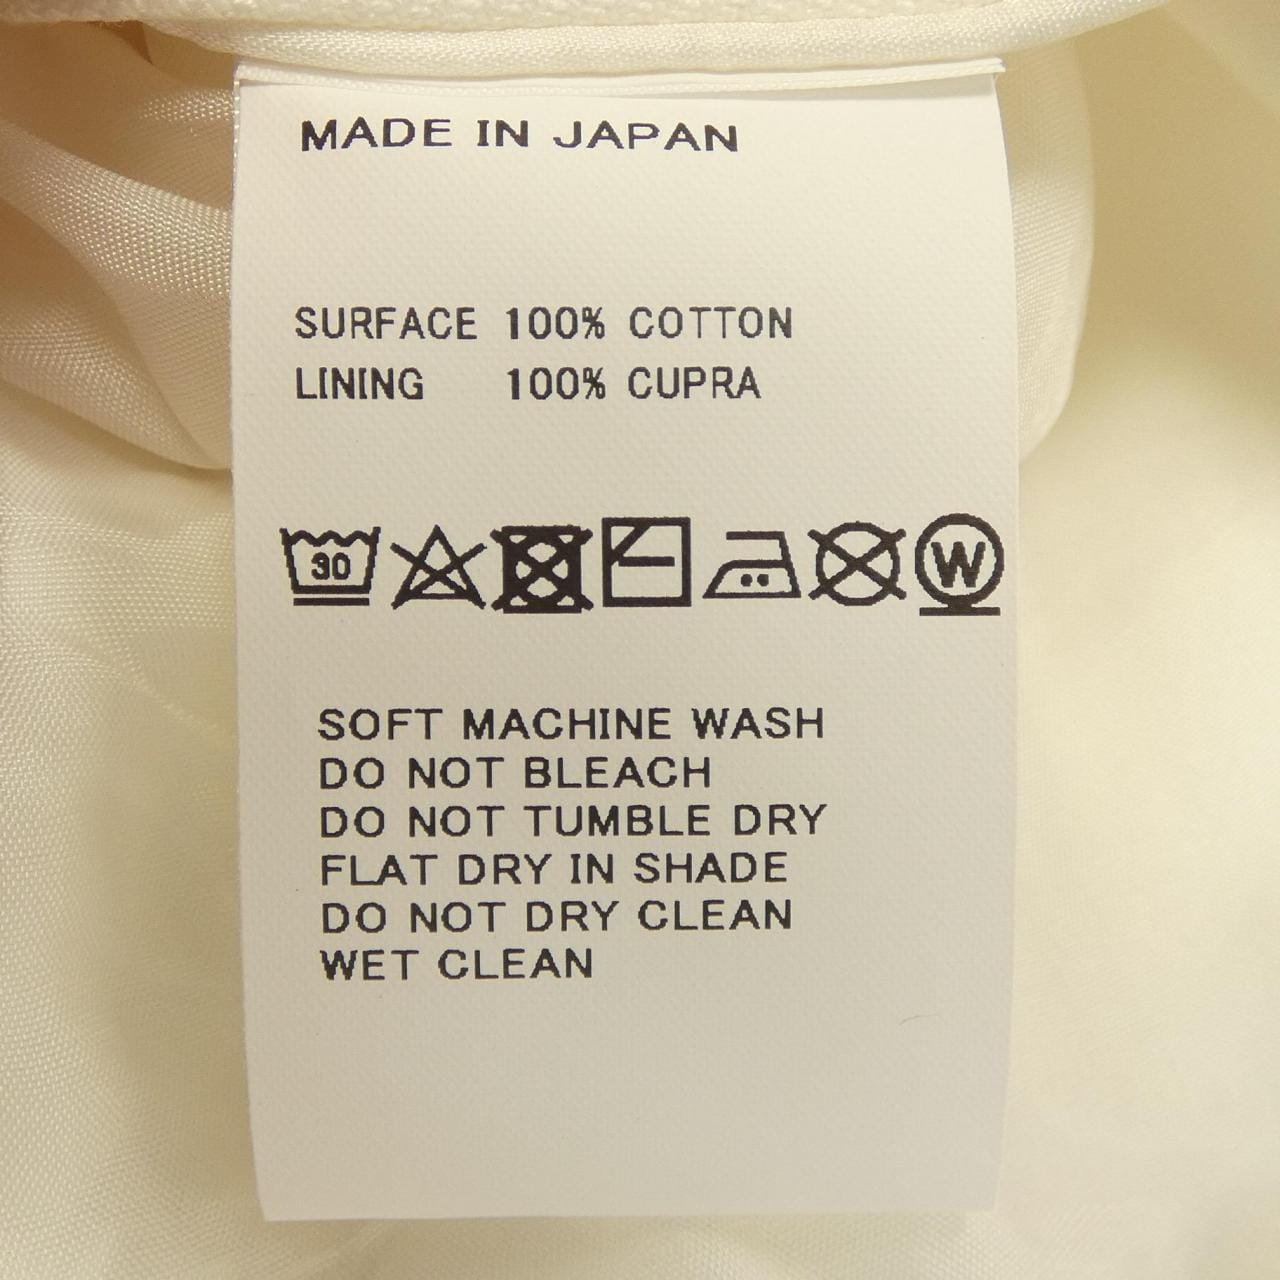 MADE IN JAPAN
SURFACE 100% COTTON
LINING 100% CUPRA
30 W
SOFT MACHINE WASH
DO NOT BLEACH
DO NOT TUMBLE DRY
FLAT DRY IN SHADE
DO NOT DRY CLEAN
WET CLEAN